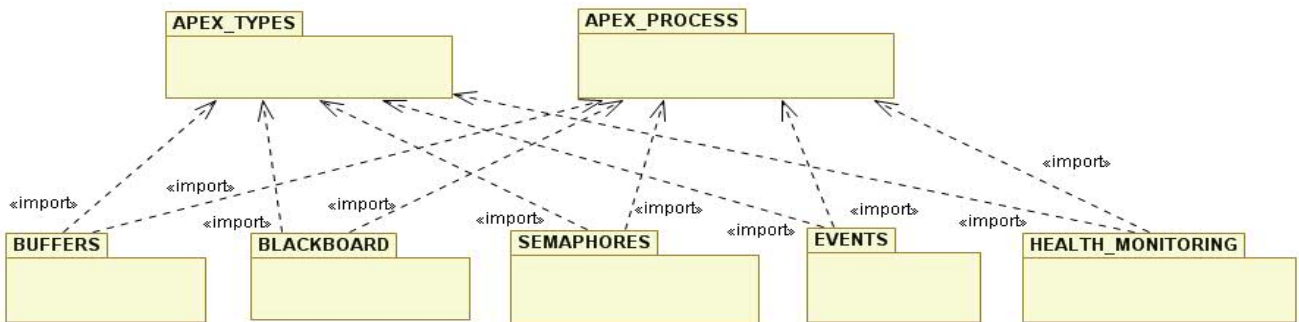 APEX_TYPES
APEX_PROCESS
«import»
«import»
«import»
«import»
«import»
«import»
«import»
«import»
«import»
«import»
BUFFERS
BLACKBOARD
SEMAPHORES
EVENTS
HEALTH_MONITORING